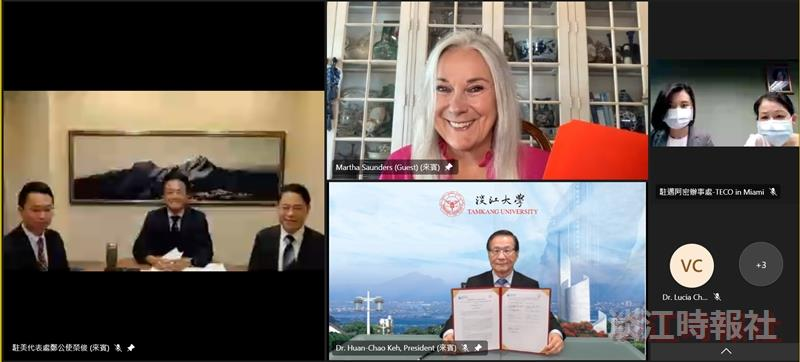 駐美代表處鄭公使榮俊 (來賓)
Martha Saunders (Guest) (來賓)
淡江大學
TAMKANG UNIVERSITY
Dr. Huan-Chao Keh, President (來賓)
駐邁阿密辦事處-TECO in Miami
VC
Dr. Lucia Ch...
+3
淡江時報社